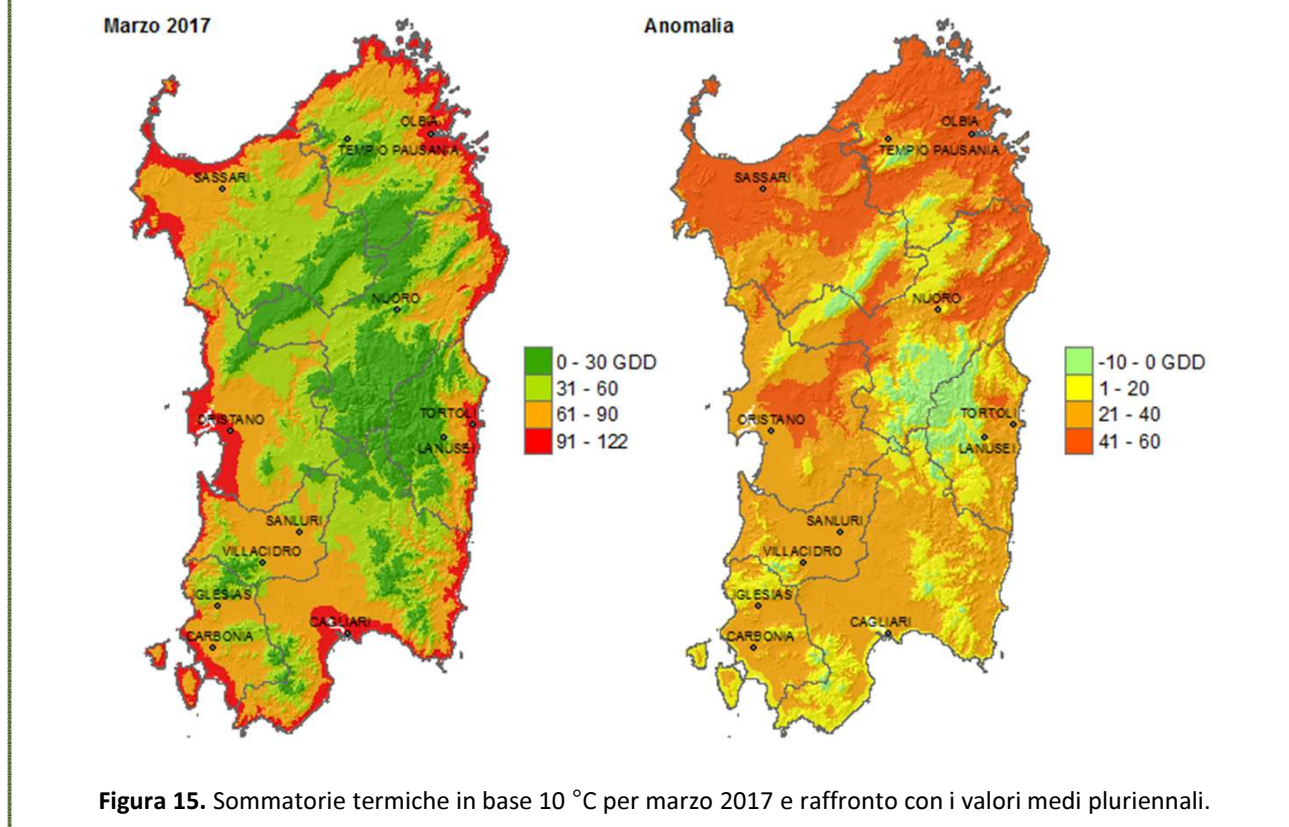 Marzo 2017
Anomalia
OLBIA
TEMPIO PAUSANIA
SASSARI
NUORO
ORISTANO
TORTOLI
LANUSEI
SANLURI
VILLACIDRO
IGLESIAS
CAGLIARI
CARBONIA
0 - 30 GDD
31 - 60
61 - 90
91 - 122
OLBIA
TEMPIO PAUSANIA
SASSARI
NUORO
ORISTANO
TORTOLI
LANUSEI
SANLURI
VILLACIDRO
IGLESIAS
CAGLIARI
CARBONIA
-10 - 0 GDD
1 - 20
21 - 40
41 - 60
Figura 15. Sommatorie termiche in base 10 °C per marzo 2017 e raffronto con i valori medi pluriennali.